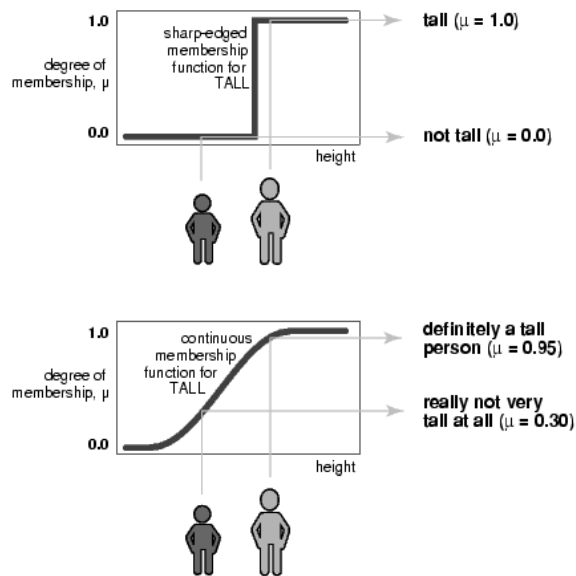 1.0
sharp-edged
membership
function for
TALL
degree of
membership, μ
0.0
height
tall (μ = 1.0)
not tall (μ = 0.0)
1.0
continuous
membership
function for
TALL
degree of
membership, μ
0.0
height
definitely a tall
person (μ = 0.95)
really not very
tall at all (μ = 0.30)